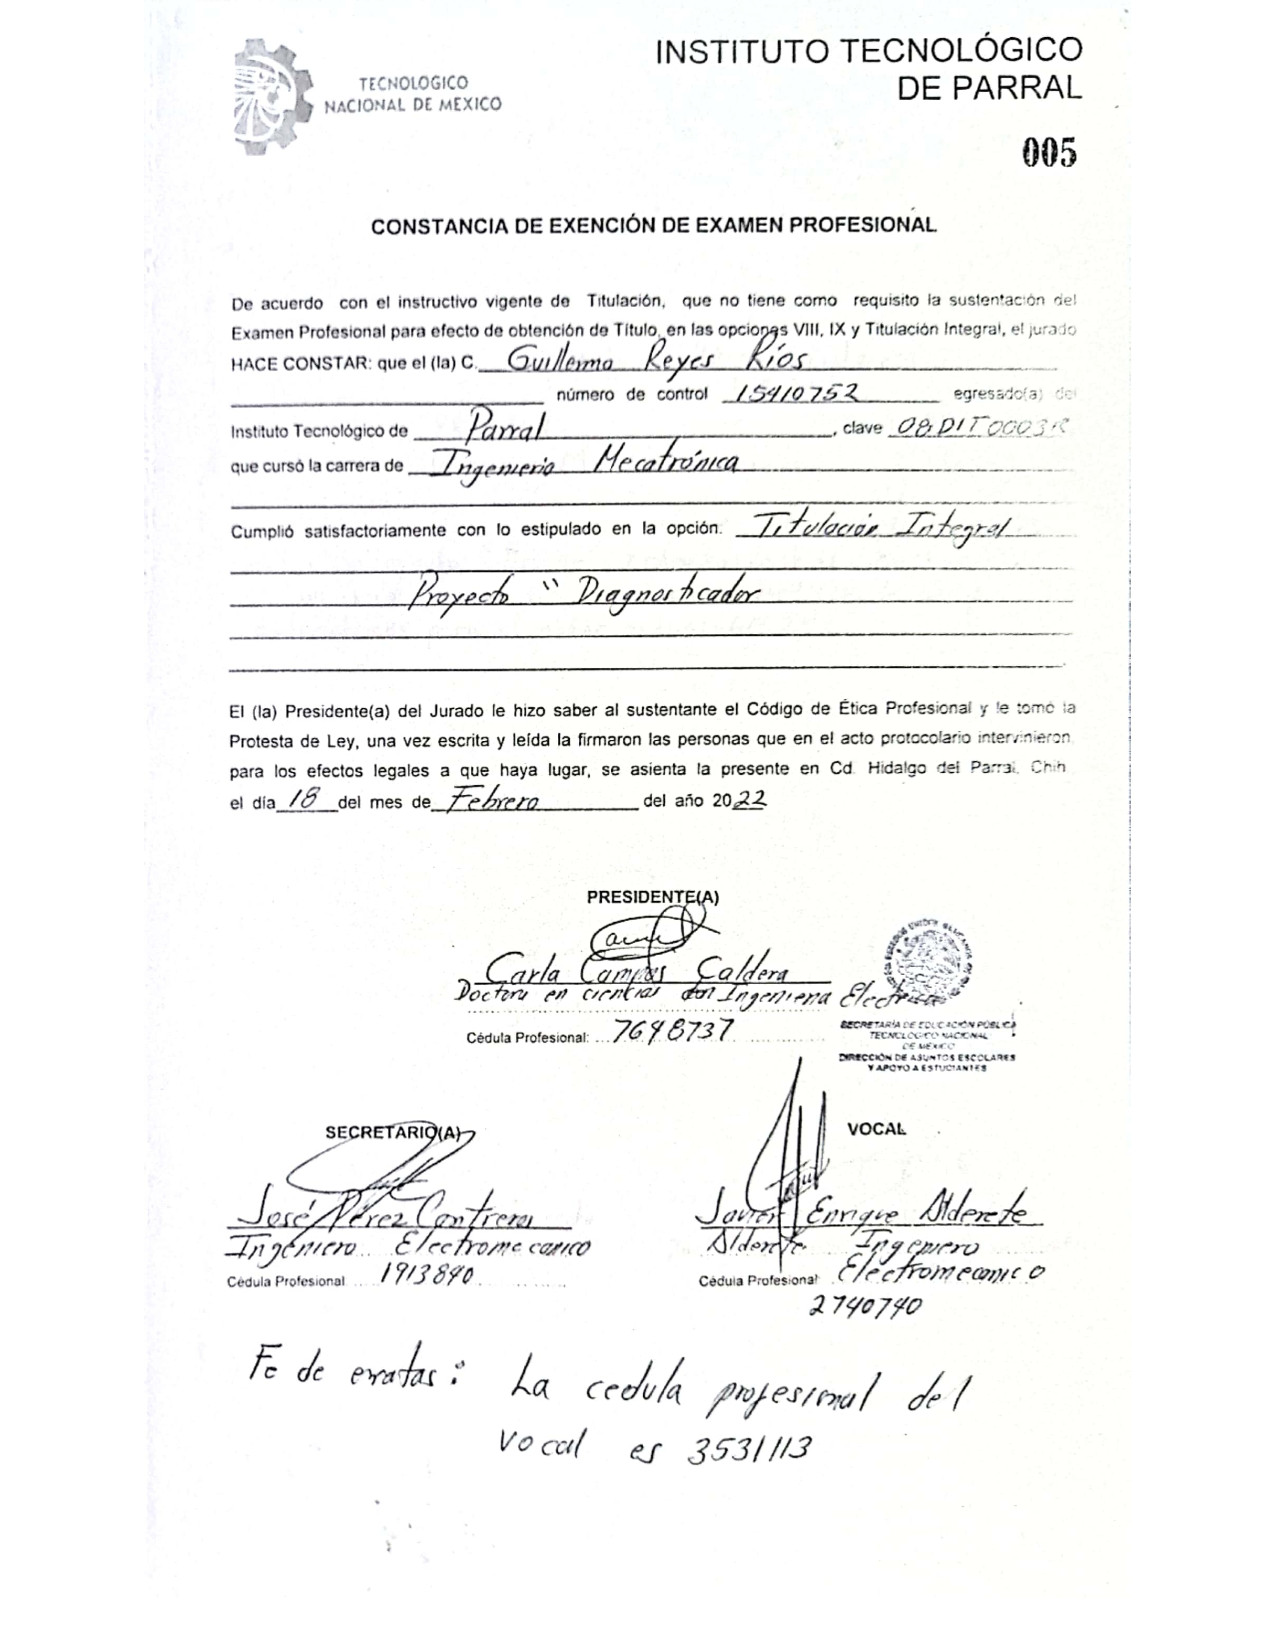 TECNOLOGICO
NACIONAL DE MEXICO
INSTITUTO TECNOLÓGICO
DE PARRAL
005
CONSTANCIA DE EXENCIÓN DE EXAMEN PROFESIONAL
De acuerdo con el instructivo vigente de Titulación, que no tiene como requisito la sustentación del
Examen Profesional para efecto de obtención de Título, en las opciones VIII, IX y Titulación Integral, el jurado
HACE CONSTAR: que el (la) C. Guillermo Reyes Ríos
número de control 15410752 egresado(a) del
Instituto Tecnológico de Parral, clave 08DIT0003R
que cursó la carrera de Ingenieria Mecatrónica
Cumplió satisfactoriamente con lo estipulado en la opción: Titulación Integral
Proyecto " Diagnosticador
El (la) Presidente(a) del Jurado le hizo saber al sustentante el Código de Ética Profesional y le tomó la
Protesta de Ley, una vez escrita y leída la firmaron las personas que en el acto protocolario intervinieron
para los efectos legales a que haya lugar, se asienta la presente en Cd. Hidalgo del Parral, Chih
el día 18 del mes de Febrero del año 2022
PRESIDENTE(A)
Carla Campos Caldera
Doctora en ciencias en Ingenieria Electrica
Cédula Profesional: 7648737
SECRETARÍA DE EDUCACIÓN PÚBLICA
TECNOLÓGICO NACIONAL
DE MÉXICO
DIRECCIÓN DE ASUNTOS ESCOLARES
Y APOYO A ESTUDIANTES
SECRETARIO(A)
José Pérez Contreras
Ingeniero Electromecanico
Cédula Profesional 1913840
VOCAL
Javier Enrique Alderete
Alderete Ingeniero
Cédula Profesional Electromecanico
2740740
Fe de erratas: La cedula profesional del
vocal es 3531113